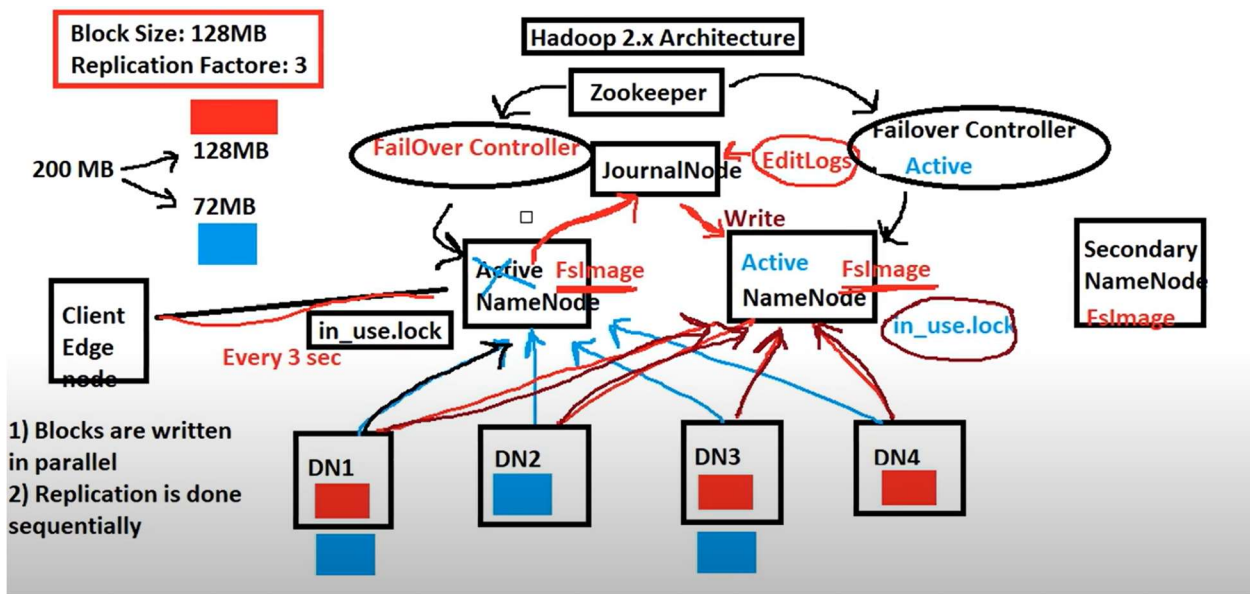 Block Size: 128MB
Replication Factore: 3
Hadoop 2.x Architecture
Zookeeper
FailOver Controller
Failover Controller
Active
JournalNode
EditLogs
200 MB
128MB
72MB
Write
Active
NameNode
FsImage
Active
NameNode
FsImage
Secondary
NameNode
FsImage
Client
Edge
node
in_use.lock
in_use.lock
Every 3 sec
1) Blocks are written
in parallel
2) Replication is done
sequentially
DN1
DN2
DN3
DN4